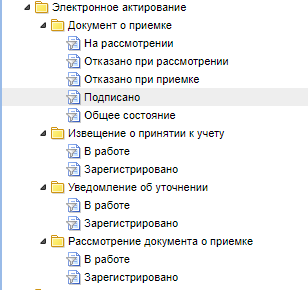 Электронное актирование
Документ о приемке
На рассмотрении
Отказано при рассмотрении
Отказано при приемке
Подписано
Общее состояние
Извещение о принятии к учету
В работе
Зарегистрировано
Уведомление об уточнении
В работе
Зарегистрировано
Рассмотрение документа о приемке
В работе
Зарегистрировано